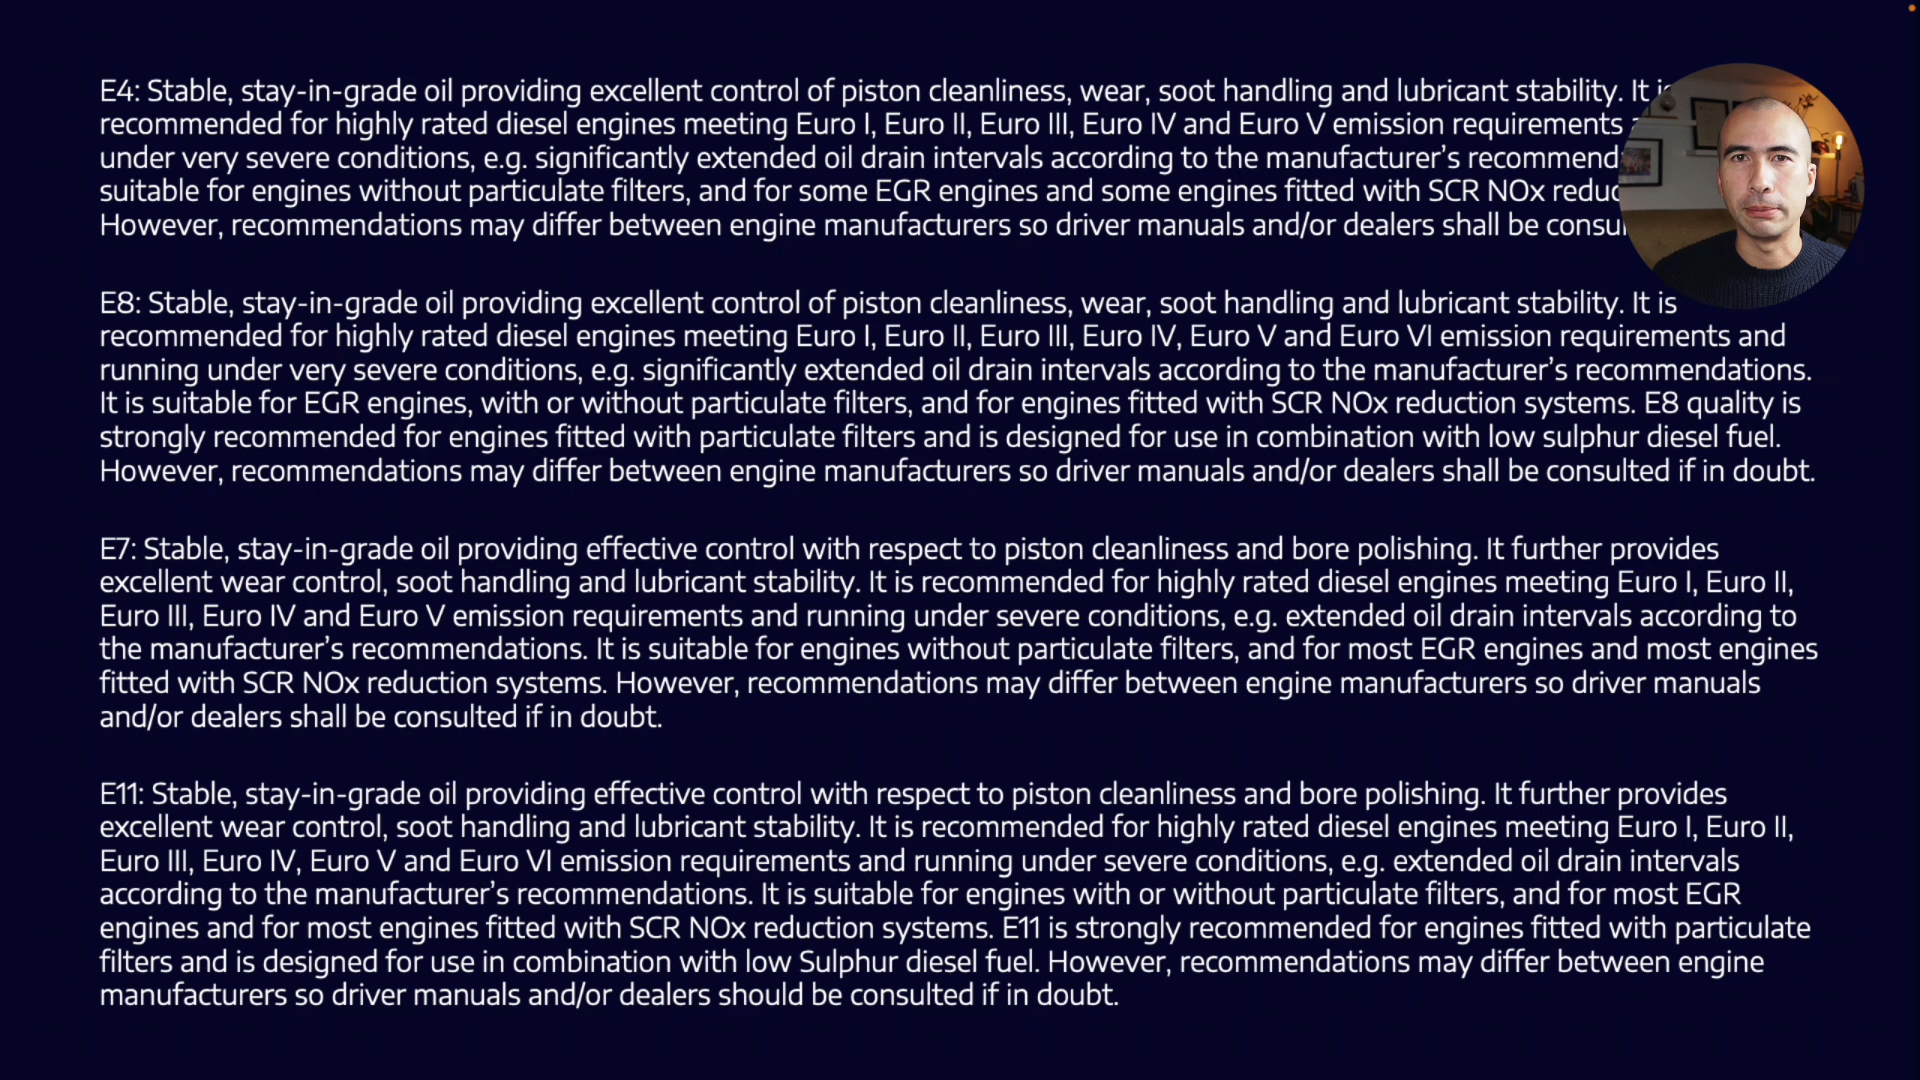 E4: Stable, stay-in-grade oil providing excellent control of piston cleanliness, wear, soot handling and lubricant stability. It is
recommended for highly rated diesel engines meeting Euro I, Euro II, Euro III, Euro IV and Euro V emission requirements
under very severe conditions, e.g. significantly extended oil drain intervals according to the manufacturer’s
suitable for engines without particulate filters, and for some EGR engines and some engines fitted with SCR NOx
However, recommendations may differ between engine manufacturers so driver manuals and/or dealers shall be
E8: Stable, stay-in-grade oil providing excellent control of piston cleanliness, wear, soot handling and lubricant stability. It is
recommended for highly rated diesel engines meeting Euro I, Euro II, Euro III, Euro IV, Euro V and Euro VI emission requirements and
running under very severe conditions, e.g. significantly extended oil drain intervals according to the manufacturer’s recommendations.
It is suitable for EGR engines, with or without particulate filters, and for engines fitted with SCR NOx reduction systems. E8 quality is
strongly recommended for engines fitted with particulate filters and is designed for use in combination with low sulphur diesel fuel.
However, recommendations may differ between engine manufacturers so driver manuals and/or dealers shall be consulted if in doubt.
E7: Stable, stay-in-grade oil providing effective control with respect to piston cleanliness and bore polishing. It further provides
excellent wear control, soot handling and lubricant stability. It is recommended for highly rated diesel engines meeting Euro I, Euro II,
Euro III, Euro IV and Euro V emission requirements and running under severe conditions, e.g. extended oil drain intervals according to
the manufacturer’s recommendations. It is suitable for engines without particulate filters, and for most EGR engines and most engines
fitted with SCR NOx reduction systems. However, recommendations may differ between engine manufacturers so driver manuals
and/or dealers shall be consulted if in doubt.
E11: Stable, stay-in-grade oil providing effective control with respect to piston cleanliness and bore polishing. It further provides
excellent wear control, soot handling and lubricant stability. It is recommended for highly rated diesel engines meeting Euro I, Euro II,
Euro III, Euro IV, Euro V and Euro VI emission requirements and running under severe conditions, e.g. extended oil drain intervals
according to the manufacturer’s recommendations. It is suitable for engines with or without particulate filters, and for most EGR
engines and for most engines fitted with SCR NOx reduction systems. E11 is strongly recommended for engines fitted with particulate
filters and is designed for use in combination with low Sulphur diesel fuel. However, recommendations may differ between engine
manufacturers so driver manuals and/or dealers should be consulted if in doubt.